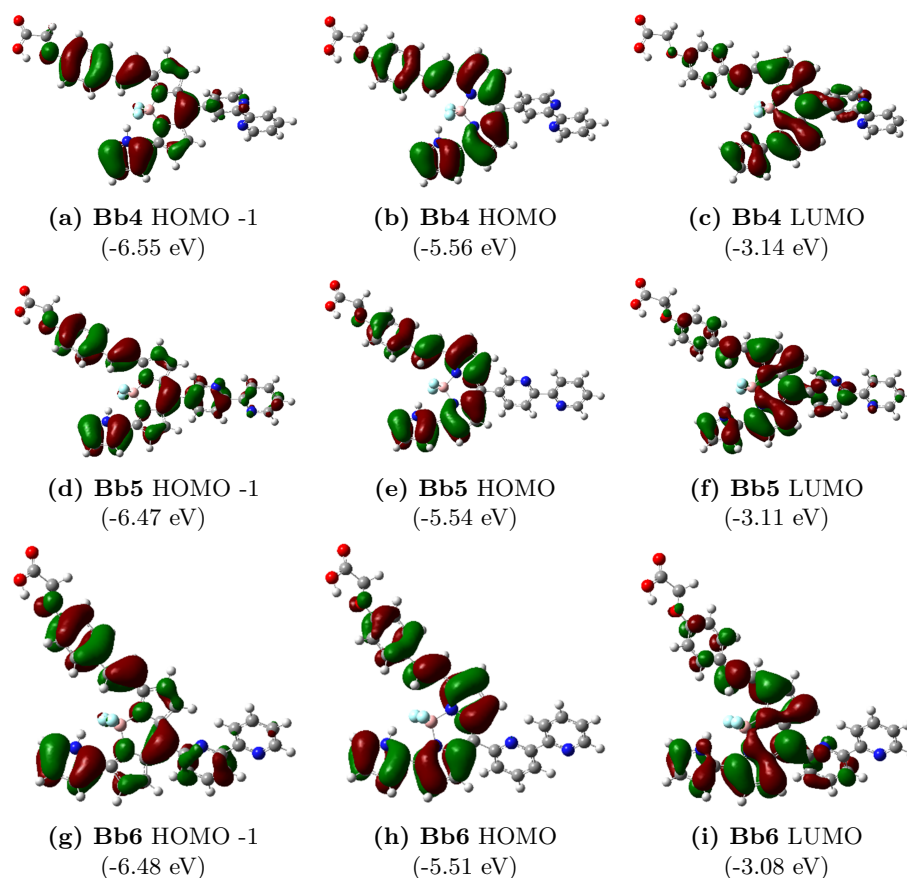 (a) Bb4 HOMO -1
(-6.55 eV)
(b) Bb4 HOMO
(-5.56 eV)
(c) Bb4 LUMO
(-3.14 eV)
(d) Bb5 HOMO -1
(-6.47 eV)
(e) Bb5 HOMO
(-5.54 eV)
(f) Bb5 LUMO
(-3.11 eV)
(g) Bb6 HOMO -1
(-6.48 eV)
(h) Bb6 HOMO
(-5.51 eV)
(i) Bb6 LUMO
(-3.08 eV)